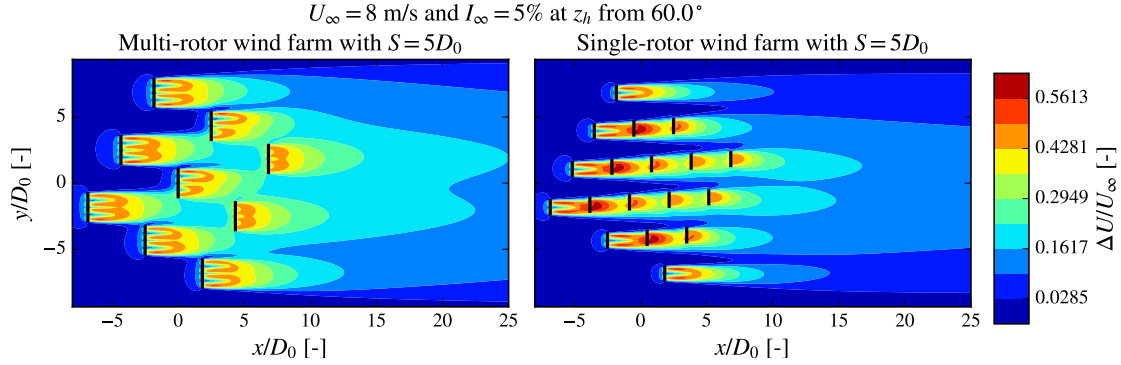 U∞ = 8 m/s and I∞ = 5% at z_h from 60.0°
Multi-rotor wind farm with S = 5D₀
Single-rotor wind farm with S = 5D₀
y/D₀ [-]
5
0
−5
−5 0 5 10 15 20 25
x/D₀ [-]
−5 0 5 10 15 20 25
x/D₀ [-]
0.5613
0.4281
0.2949
0.1617
0.0285
ΔU/U∞ [-]